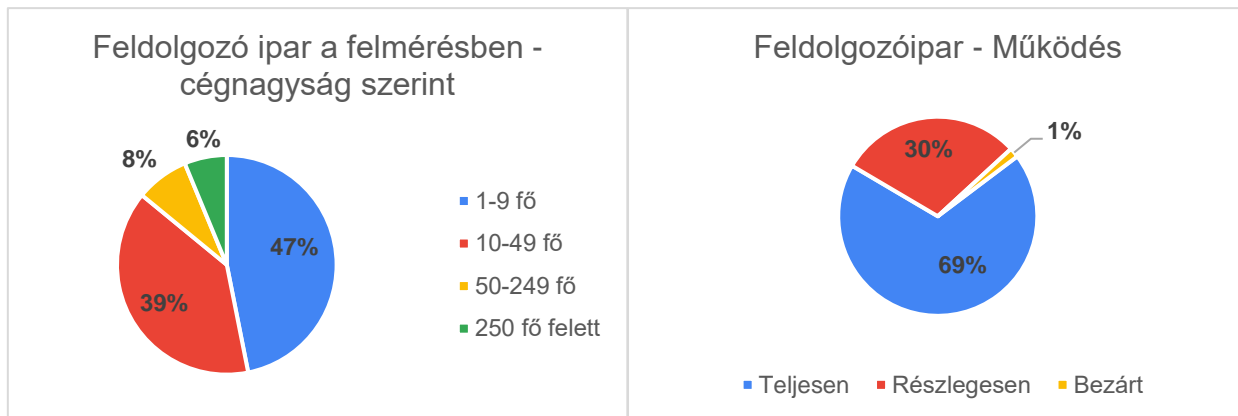 Feldolgozó ipar a felmérésben -
cégnagyság szerint
6%
8%
47%
39%
1-9 fő
10-49 fő
50-249 fő
250 fő felett
Feldolgozóipar - Működés
1%
30%
69%
Teljesen
Részlegesen
Bezárt